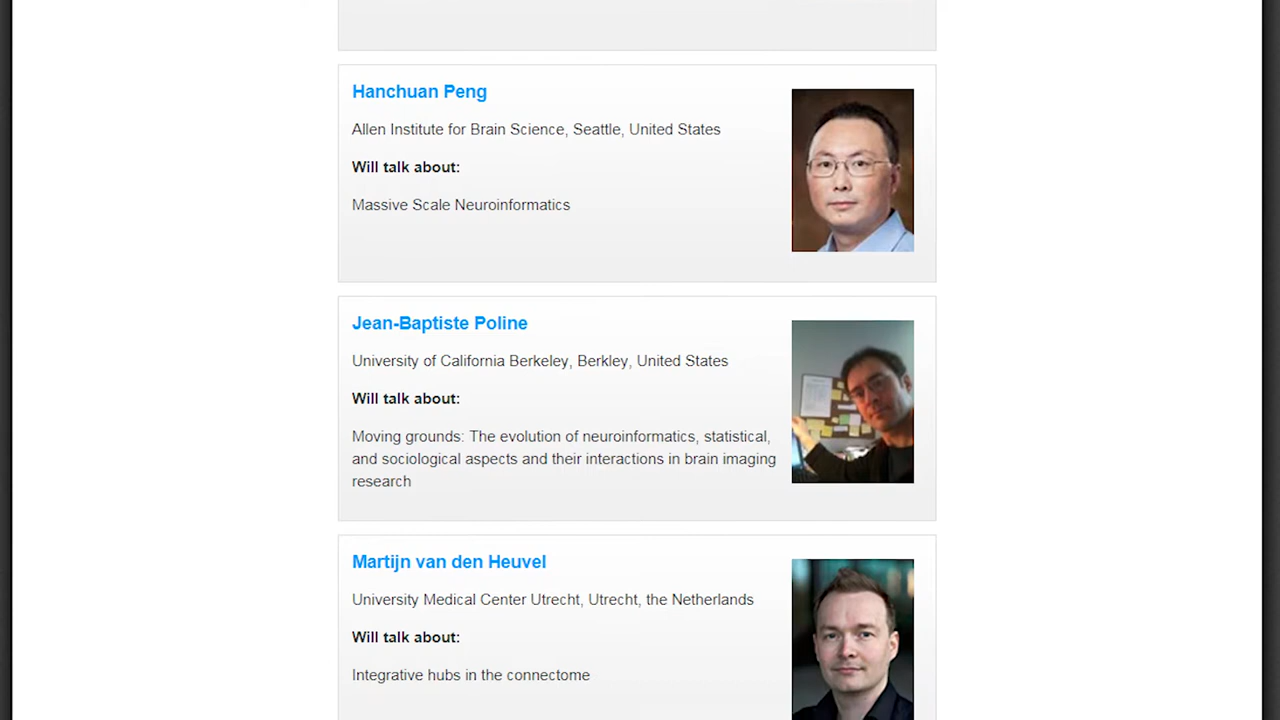 Hanchuan Peng
Allen Institute for Brain Science, Seattle, United States
Will talk about:
Massive Scale Neuroinformatics
Jean-Baptiste Poline
University of California Berkeley, Berkley, United States
Will talk about:
Moving grounds: The evolution of neuroinformatics, statistical,
and sociological aspects and their interactions in brain imaging
research
Martijn van den Heuvel
University Medical Center Utrecht, Utrecht, the Netherlands
Will talk about:
Integrative hubs in the connectome